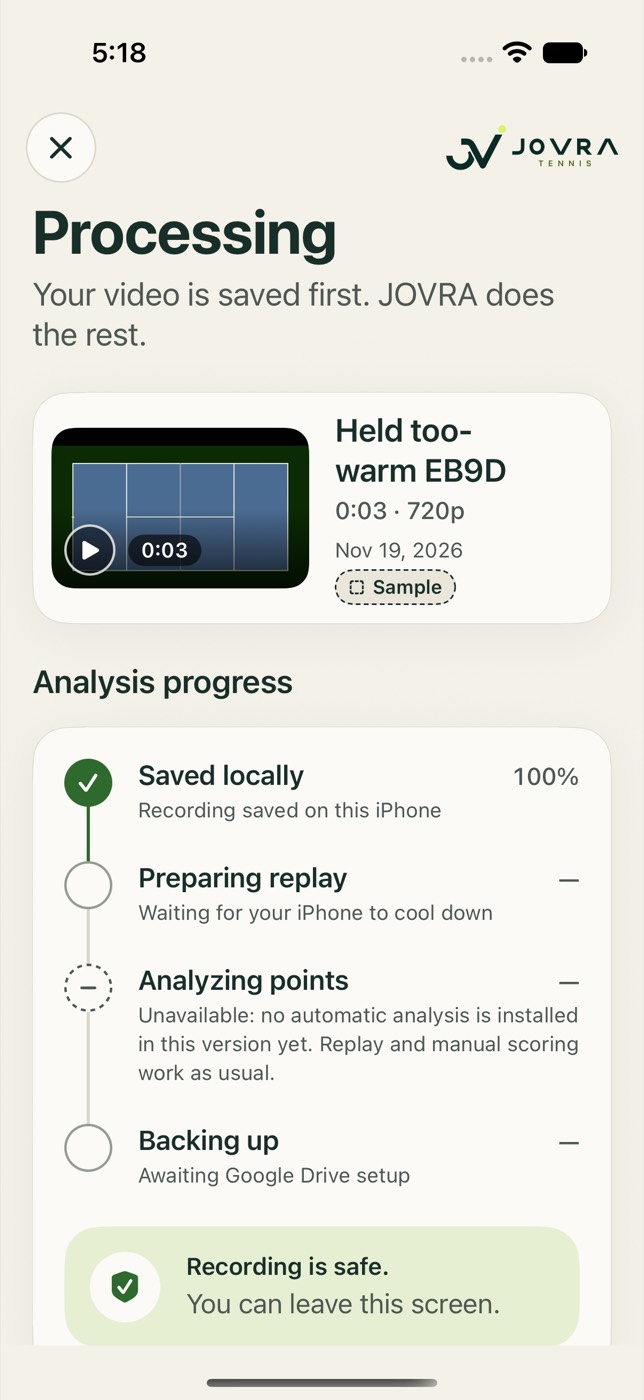 5:18
JOVRA
TENNIS
Processing
Your video is saved first. JOVRA does
the rest.
0:03
Held too-
warm EB9D
0:03 · 720p
Nov 19, 2026
Sample
Analysis progress
Saved locally 100%
Recording saved on this iPhone
Preparing replay —
Waiting for your iPhone to cool down
Analyzing points —
Unavailable: no automatic analysis is installed
in this version yet. Replay and manual scoring
work as usual.
Backing up —
Awaiting Google Drive setup
Recording is safe.
You can leave this screen.